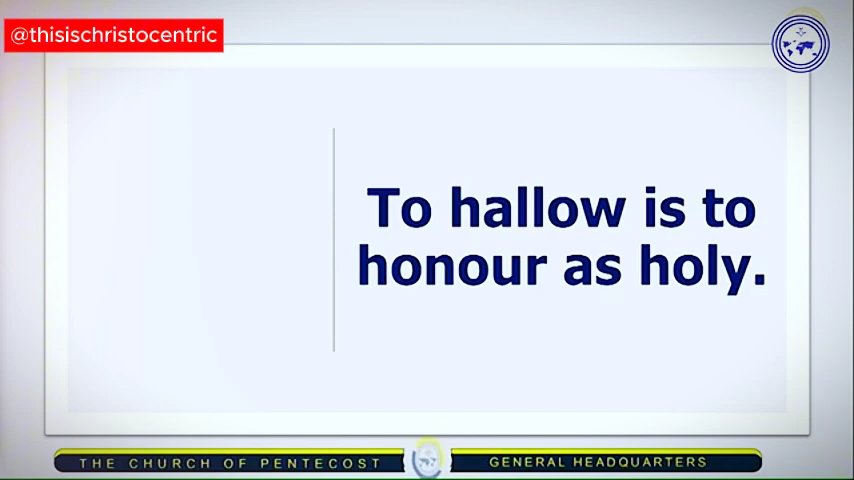 @thisischristocentric
To hallow is to
honour as holy.
THE CHURCH OF PENTECOST
GENERAL HEADQUARTERS